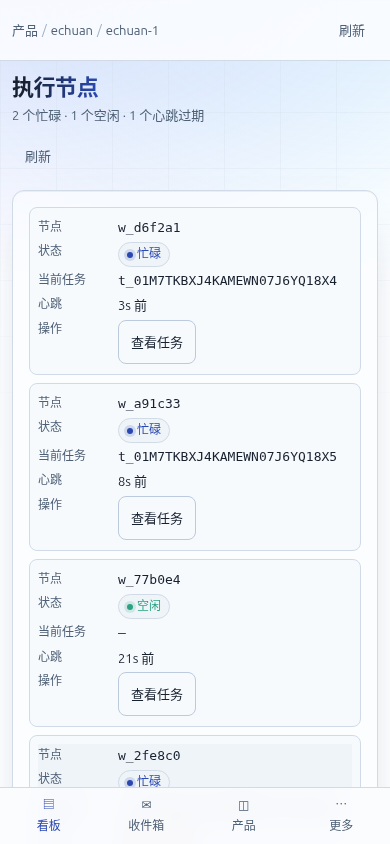 产品 / echuan / echuan-1
刷新
执行节点
2 个忙碌 · 1 个空闲 · 1 个心跳过期
刷新
节点 w_d6f2a1
状态 忙碌
当前任务 t_01M7TKBXJ4KAMEWN07J6YQ18X4
心跳 3s 前
操作 查看任务
节点 w_a91c33
状态 忙碌
当前任务 t_01M7TKBXJ4KAMEWN07J6YQ18X5
心跳 8s 前
操作 查看任务
节点 w_77b0e4
状态 空闲
当前任务 —
心跳 21s 前
操作 查看任务
节点 w_2fe8c0
状态 忙碌
看板 收件箱 产品 更多